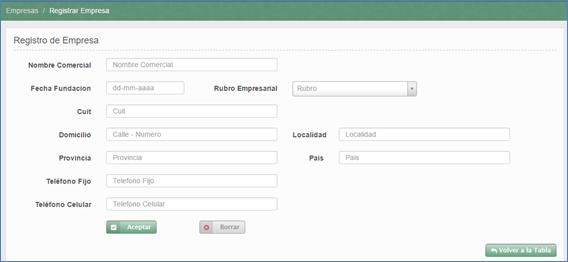 Empresas / Registrar Empresa
Registro de Empresa
Nombre Comercial Nombre Comercial
Fecha Fundacion dd-mm-aaaa Rubro Empresarial Rubro
Cuit Cuit
Domicilio Calle - Numero Localidad Localidad
Provincia Provincia Pais Pais
Teléfono Fijo Telefono Fijo
Teléfono Celular Telefono Celular
Aceptar Borrar
Volver a la Tabla